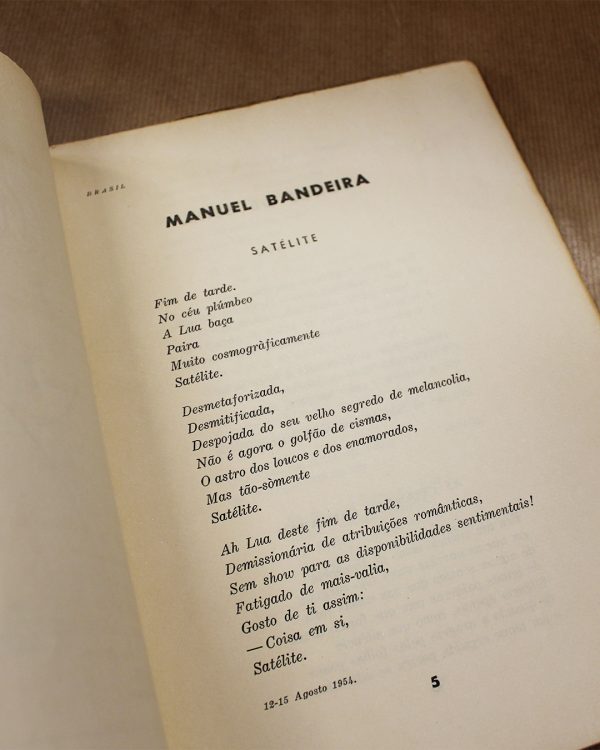 BRASIL
MANUEL BANDEIRA
SATÉLITE
Fim de tarde.
No céu plúmbeo
A Lua baça
Paira
Muito cosmogràficamente
Satélite.
Desmetaforizada,
Desmitificada,
Despojada do seu velho segredo de melancolia,
Não é agora o golfão de cismas,
O astro dos loucos e dos enamorados,
Mas tão-sòmente
Satélite.
Ah Lua deste fim de tarde,
Demissionária de atribuições românticas,
Sem show para as disponibilidades sentimentais!
Fatigado de mais-valia,
Gosto de ti assim:
— Coisa em si,
Satélite.
12-15 Agosto 1954.
5